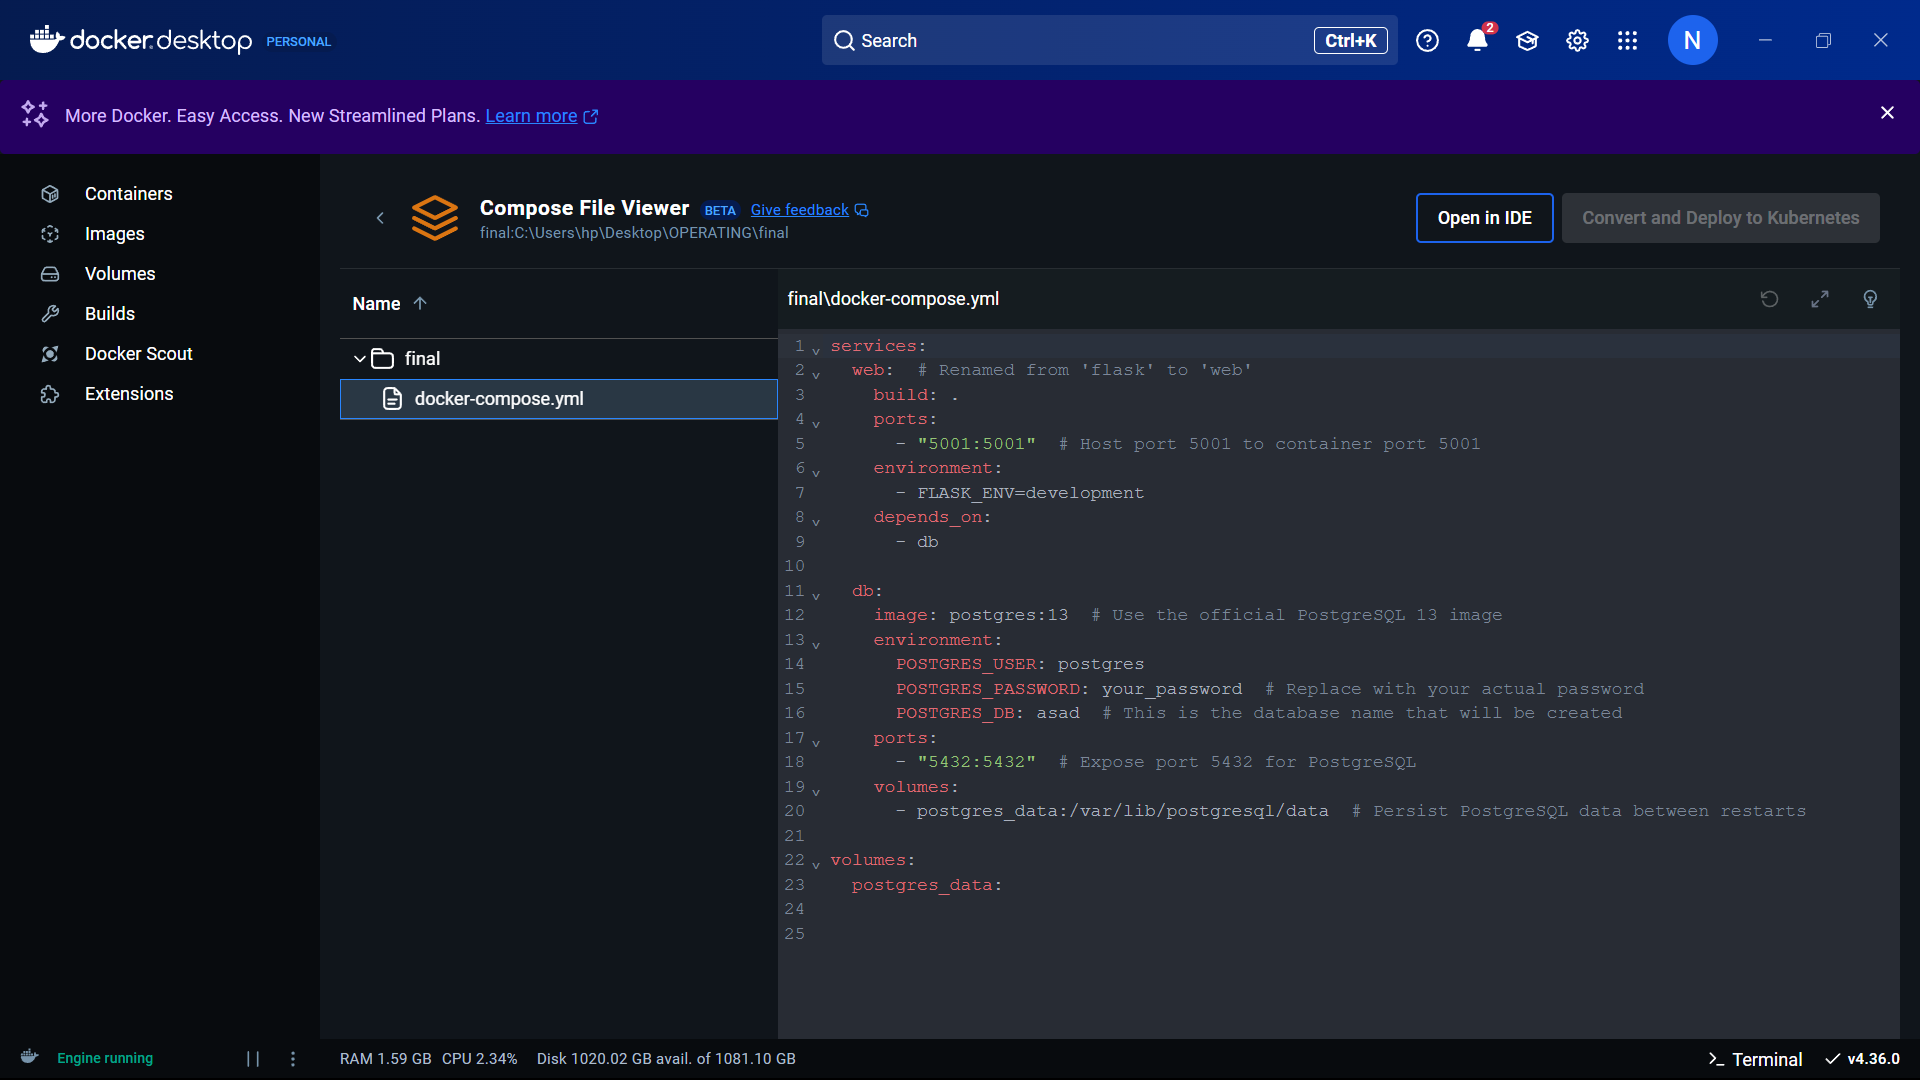 docker.desktop PERSONAL
Search Ctrl+K
2
N
More Docker. Easy Access. New Streamlined Plans. Learn more
Containers
Images
Volumes
Builds
Docker Scout
Extensions
Compose File Viewer BETA Give feedback
final:C:\Users\hp\Desktop\OPERATING\final
Open in IDE
Convert and Deploy to Kubernetes
Name
final
docker-compose.yml
final\docker-compose.yml
1 services:
2   web:  # Renamed from 'flask' to 'web'
3     build: .
4     ports:
5       - "5001:5001"  # Host port 5001 to container port 5001
6     environment:
7       - FLASK_ENV=development
8     depends_on:
9       - db
10
11   db:
12     image: postgres:13  # Use the official PostgreSQL 13 image
13     environment:
14       POSTGRES_USER: postgres
15       POSTGRES_PASSWORD: your_password  # Replace with your actual password
16       POSTGRES_DB: asad  # This is the database name that will be created
17     ports:
18       - "5432:5432"  # Expose port 5432 for PostgreSQL
19     volumes:
20       - postgres_data:/var/lib/postgresql/data  # Persist PostgreSQL data between restarts
21
22 volumes:
23   postgres_data:
24
25
Engine running
RAM 1.59 GB CPU 2.34% Disk 1020.02 GB avail. of 1081.10 GB
Terminal
v4.36.0